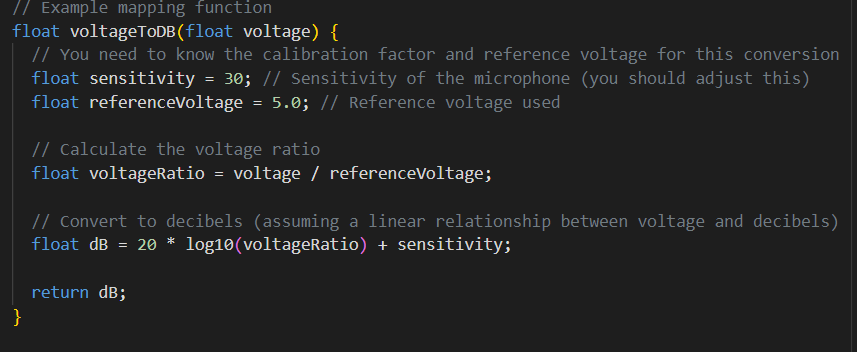 // Example mapping function
float voltageToDB(float voltage) {
  // You need to know the calibration factor and reference voltage for this conversion
  float sensitivity = 30; // Sensitivity of the microphone (you should adjust this)
  float referenceVoltage = 5.0; // Reference voltage used

  // Calculate the voltage ratio
  float voltageRatio = voltage / referenceVoltage;

  // Convert to decibels (assuming a linear relationship between voltage and decibels)
  float dB = 20 * log10(voltageRatio) + sensitivity;

  return dB;
}